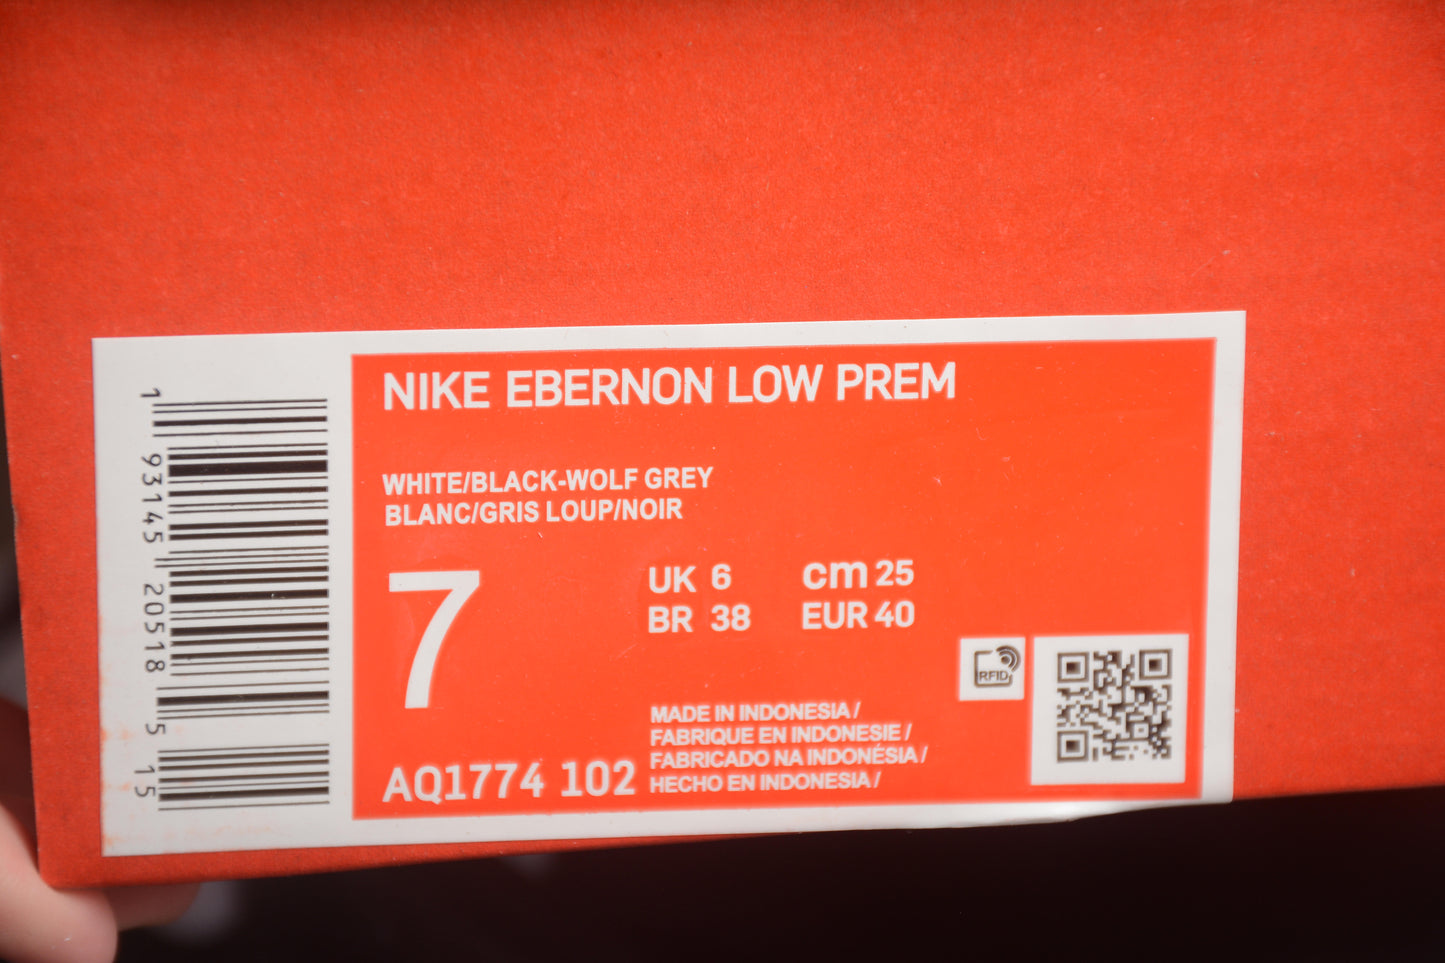 NIKE EBERNON LOW PREM
WHITE/BLACK-WOLF GREY
BLANC/GRIS LOUP/NOIR
7
UK 6 cm 25
BR 38 EUR 40
AQ1774 102
MADE IN INDONESIA /
FABRIQUE EN INDONESIE /
FABRICADO NA INDONÉSIA /
HECHO EN INDONESIA /
RFID
1 93145 20518 5 15